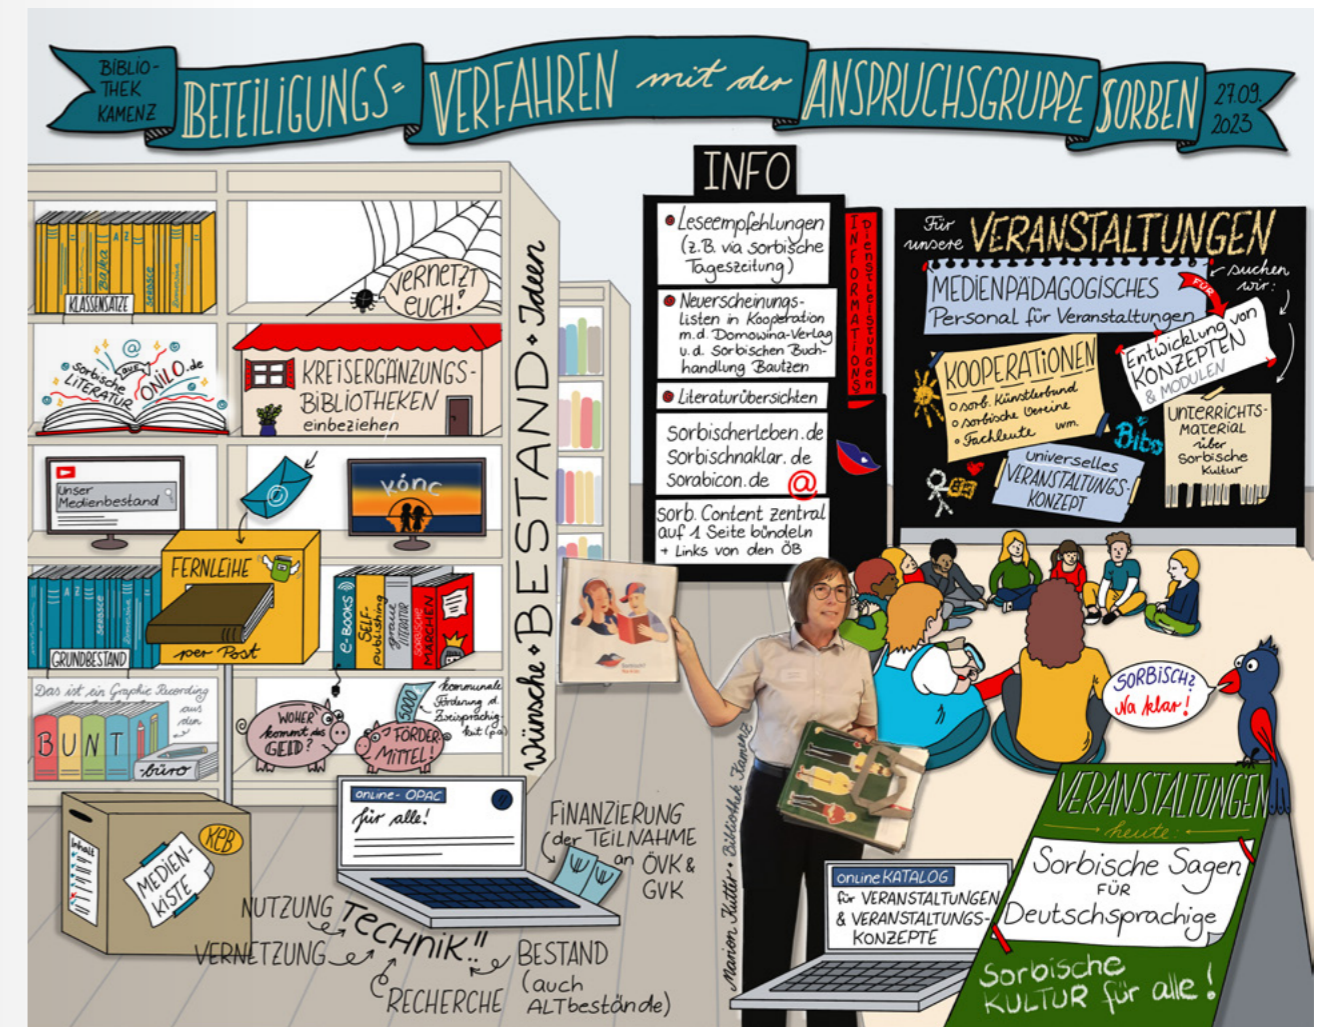 BIBLIO-
THEK
KAMENZ
BETEILIGUNGS-
VERFAHREN mit der
ANSPRUCHSGRUPPE
SORBEN
27.09.
2023
KLASSENSÄTZE
VERNETZT
EUCH!
sorbische
LITERATUR
auf
ONILO.de
KREISERGÄNZUNGS-
BiBLiOTHEKEN
einbeziehen
Unser
Medienbestand
kónc
FERNLEIHE
per Post
GRUNDBESTAND
e-BOOKS
SELF-
publishing
graue
LITERATUR
SORBISCHE
MÄRCHEN
Das ist ein Graphic Recording
aus
dem
BUNT
büro
WOHER
kommt das
GELD?
5000
FÖRDER-
MITTEL!
kommunale
Förderung d.
Zweisprachig-
keit (p.a)
Wünsche • BESTAND • Ideen
Inhalt
MEDIEN-
KISTE
KEB
online-OPAC
für alle!
FINANZIERUNG
der TEILNAHME
an ÖVK &
GVK
NUTZUNG
TECHNIK!!
VERNETZUNG
RECHERCHE
BESTAND
(auch
ALTbestände)
INFO
Leseempfehlungen
(z.B. via sorbische
Tageszeitung)
Neuerscheinungs-
listen in Kooperation
m.d. Domowina-Verlag
u.d. Sorbischen Buch-
handlung Bautzen
Literaturübersichten
Sorbischerleben.de
Sorbischnaklar.de
Sorabicon.de @
sorb. Content zentral
auf 1 Seite bündeln
+ Links von den ÖB
INFORMATIONS
Dienstleistungen
Für
unsere VERANSTALTUNGEN
suchen
wir:
MEDIENPÄDAGOGISCHES
Personal für Veranstaltungen
FÜR
Entwicklung von
KONZEPTEN
& MODULEN
KOOPERATIONEN
sorb. Künstlerbund
sorbische Vereine
Fachleute uvm.
Bibo
UNTERRICHTS-
MATERIAL
über
Sorbische
Kultur
universelles
VERANSTALTUNGS-
KONZEPT
Marion Kutter • Bibliothek Kamenz
SORBISCH?
Na klar!
online KATALOG
für VERANSTALTUNGEN
& VERANSTALTUNGS-
KONZEPTE
VERANSTALTUNGEN
heute:
Sorbische Sagen
FÜR
Deutschsprachige
Sorbische
KULTUR für alle!